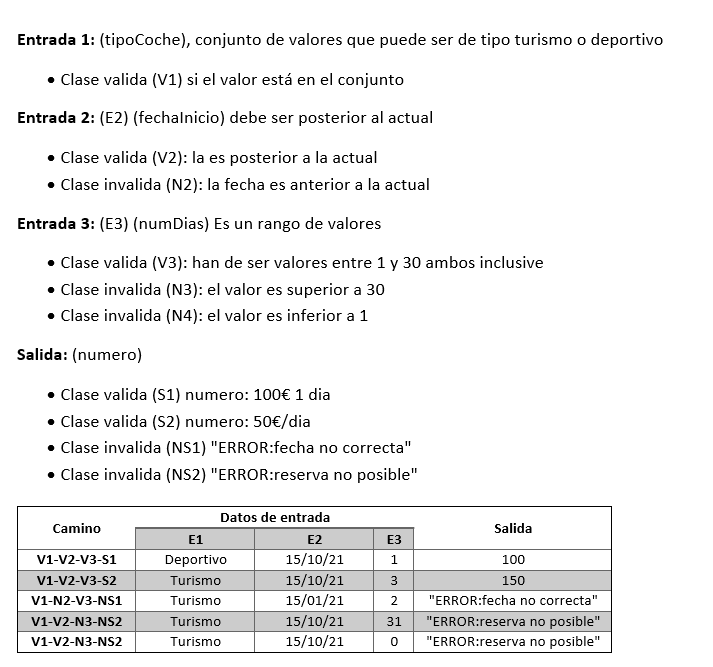 Entrada 1: (tipoCoche), conjunto de valores que puede ser de tipo turismo o deportivo
• Clase valida (V1) si el valor está en el conjunto
Entrada 2: (E2) (fechaInicio) debe ser posterior al actual
• Clase valida (V2): la es posterior a la actual
• Clase invalida (N2): la fecha es anterior a la actual
Entrada 3: (E3) (numDias) Es un rango de valores
• Clase valida (V3): han de ser valores entre 1 y 30 ambos inclusive
• Clase invalida (N3): el valor es superior a 30
• Clase invalida (N4): el valor es inferior a 1
Salida: (numero)
• Clase valida (S1) numero: 100€ 1 dia
• Clase valida (S2) numero: 50€/dia
• Clase invalida (NS1) "ERROR:fecha no correcta"
• Clase invalida (NS2) "ERROR:reserva no posible"
Camino Datos de entrada Salida
E1 E2 E3
V1-V2-V3-S1 Deportivo 15/10/21 1 100
V1-V2-V3-S2 Turismo 15/10/21 3 150
V1-N2-V3-NS1 Turismo 15/01/21 2 "ERROR:fecha no correcta"
V1-V2-N3-NS2 Turismo 15/10/21 31 "ERROR:reserva no posible"
V1-V2-N3-NS2 Turismo 15/10/21 0 "ERROR:reserva no posible"